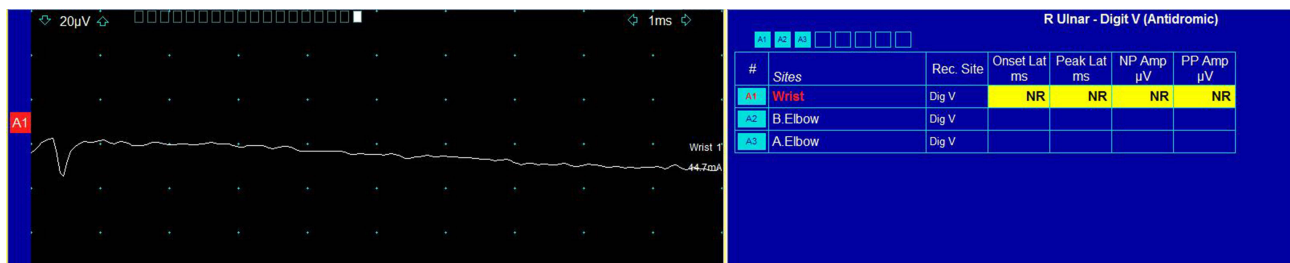 20µV
1ms
A1
Wrist 1
44.7mA
R Ulnar - Digit V (Antidromic)
A1 A2 A3
# Sites Rec. Site Onset Lat ms Peak Lat ms NP Amp µV PP Amp µV
A1 Wrist Dig V NR NR NR NR
A2 B.Elbow Dig V
A3 A.Elbow Dig V